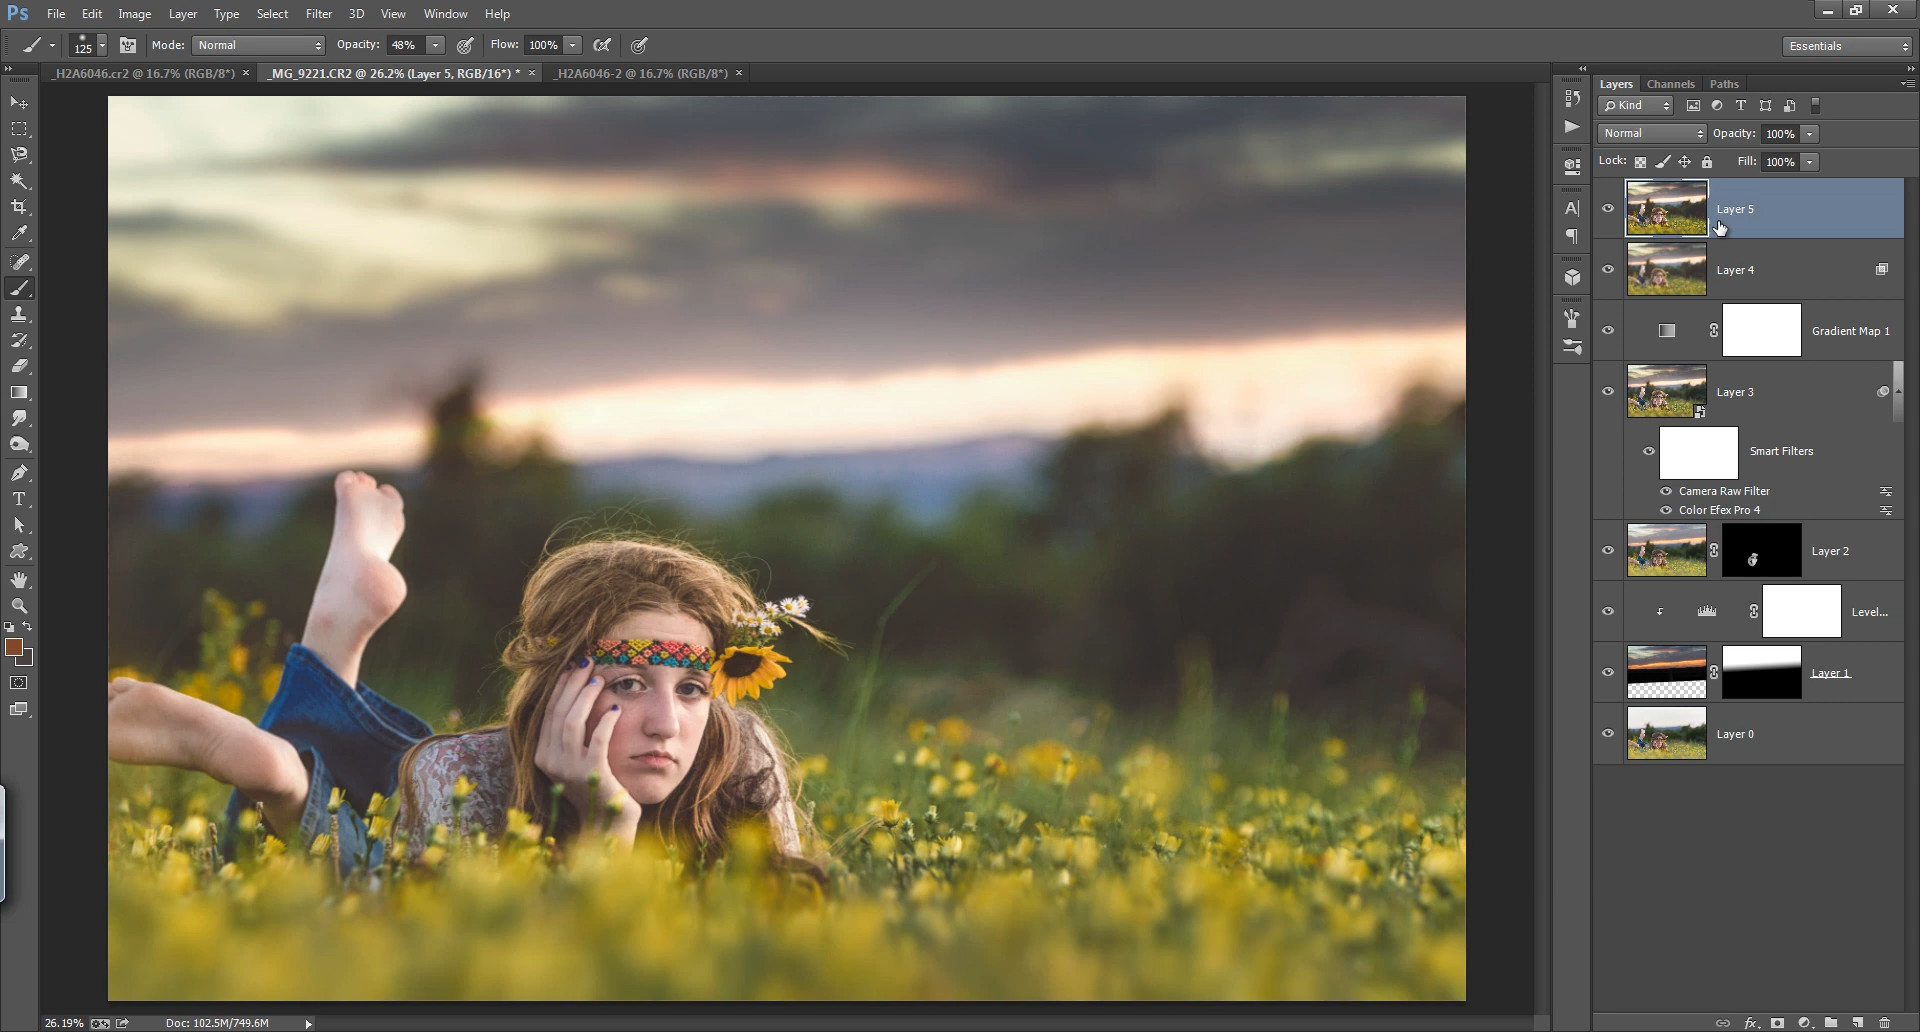 Ps File Edit Image Layer Type Select Filter 3D View Window Help
125 Mode: Normal Opacity: 48% Flow: 100% Essentials
_H2A6046.cr2 @ 16.7% (RGB/8*) × _MG_9221.CR2 @ 26.2% (Layer 5, RGB/16*) * × _H2A6046-2 @ 16.7% (RGB/8*) ×
Layers Channels Paths
Kind
Normal Opacity: 100%
Lock: Fill: 100%
Layer 5
Layer 4
Gradient Map 1
Layer 3
Smart Filters
Camera Raw Filter
Color Efex Pro 4
Layer 2
Level...
Layer 1
Layer 0
26.19% Doc: 102.5M/749.6M